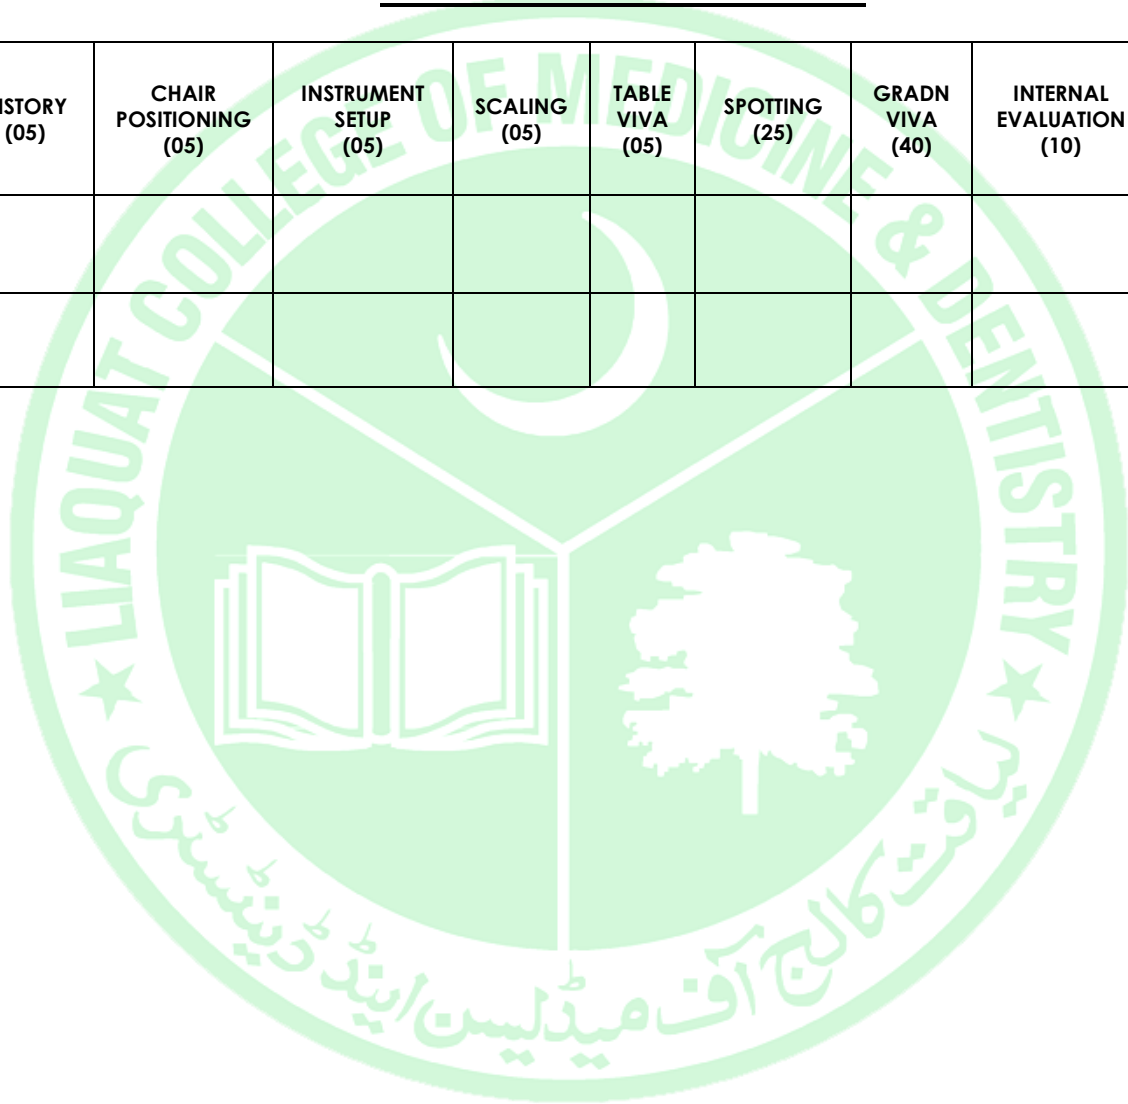 ISTORY
(05)
CHAIR
POSITIONING
(05)
INSTRUMENT
SETUP
(05)
SCALING
(05)
TABLE
VIVA
(05)
SPOTTING
(25)
GRADN
VIVA
(40)
INTERNAL
EVALUATION
(10)
LIAQUAT COLLEGE OF MEDICINE & DENTISTRY
لیاقت کالج آف میڈیسن اینڈ ڈینٹسٹری